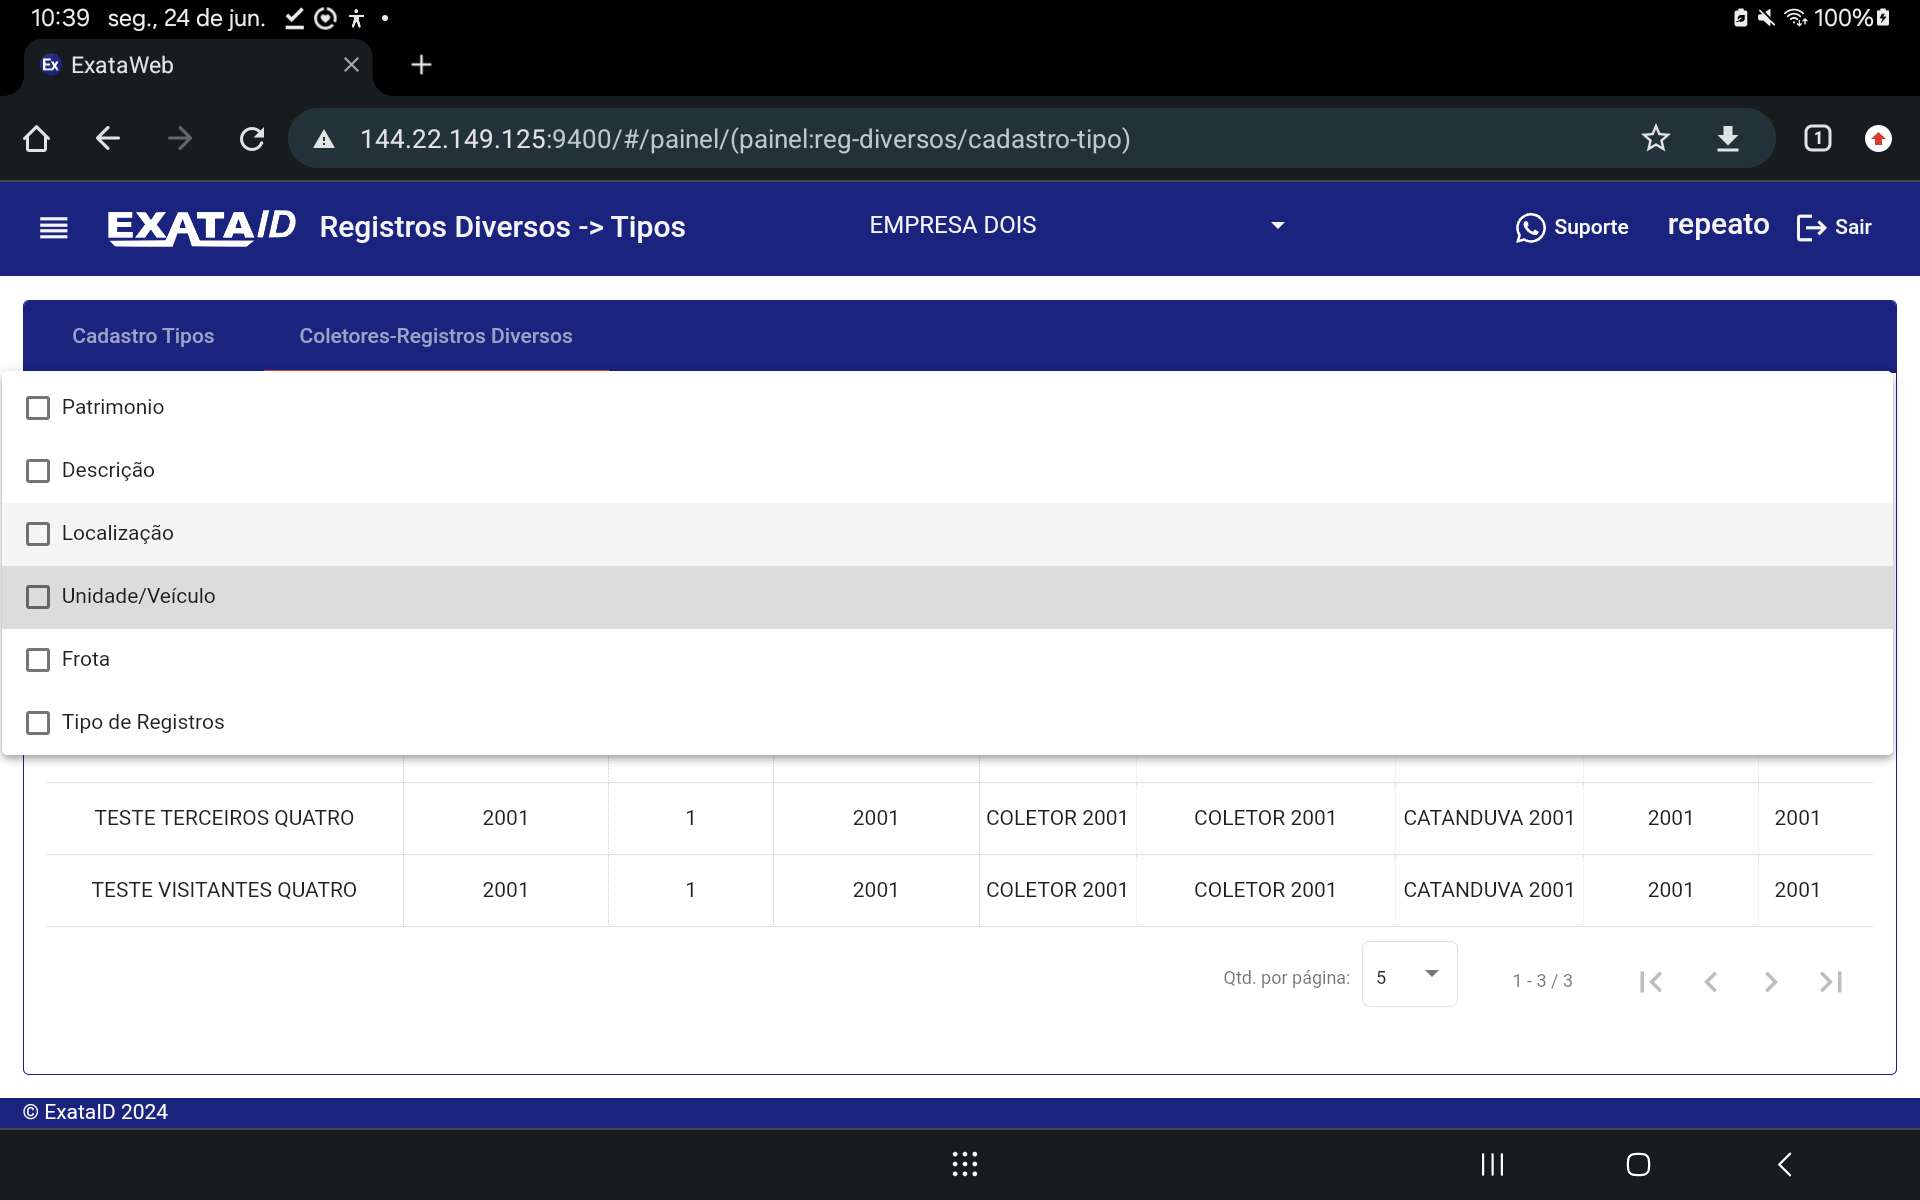 10:39 seg., 24 de jun. 100%
Ex ExataWeb
144.22.149.125:9400/#/painel/(painel:reg-diversos/cadastro-tipo) 1
EXATA/D Registros Diversos -> Tipos EMPRESA DOIS Suporte repeato Sair
Cadastro Tipos Coletores-Registros Diversos
Patrimonio
Descrição
Localização
Unidade/Veículo
Frota
Tipo de Registros
TESTE TERCEIROS QUATRO 2001 1 2001 COLETOR 2001 COLETOR 2001 CATANDUVA 2001 2001 2001
TESTE VISITANTES QUATRO 2001 1 2001 COLETOR 2001 COLETOR 2001 CATANDUVA 2001 2001 2001
Qtd. por página: 5 1 - 3 / 3
© ExataID 2024